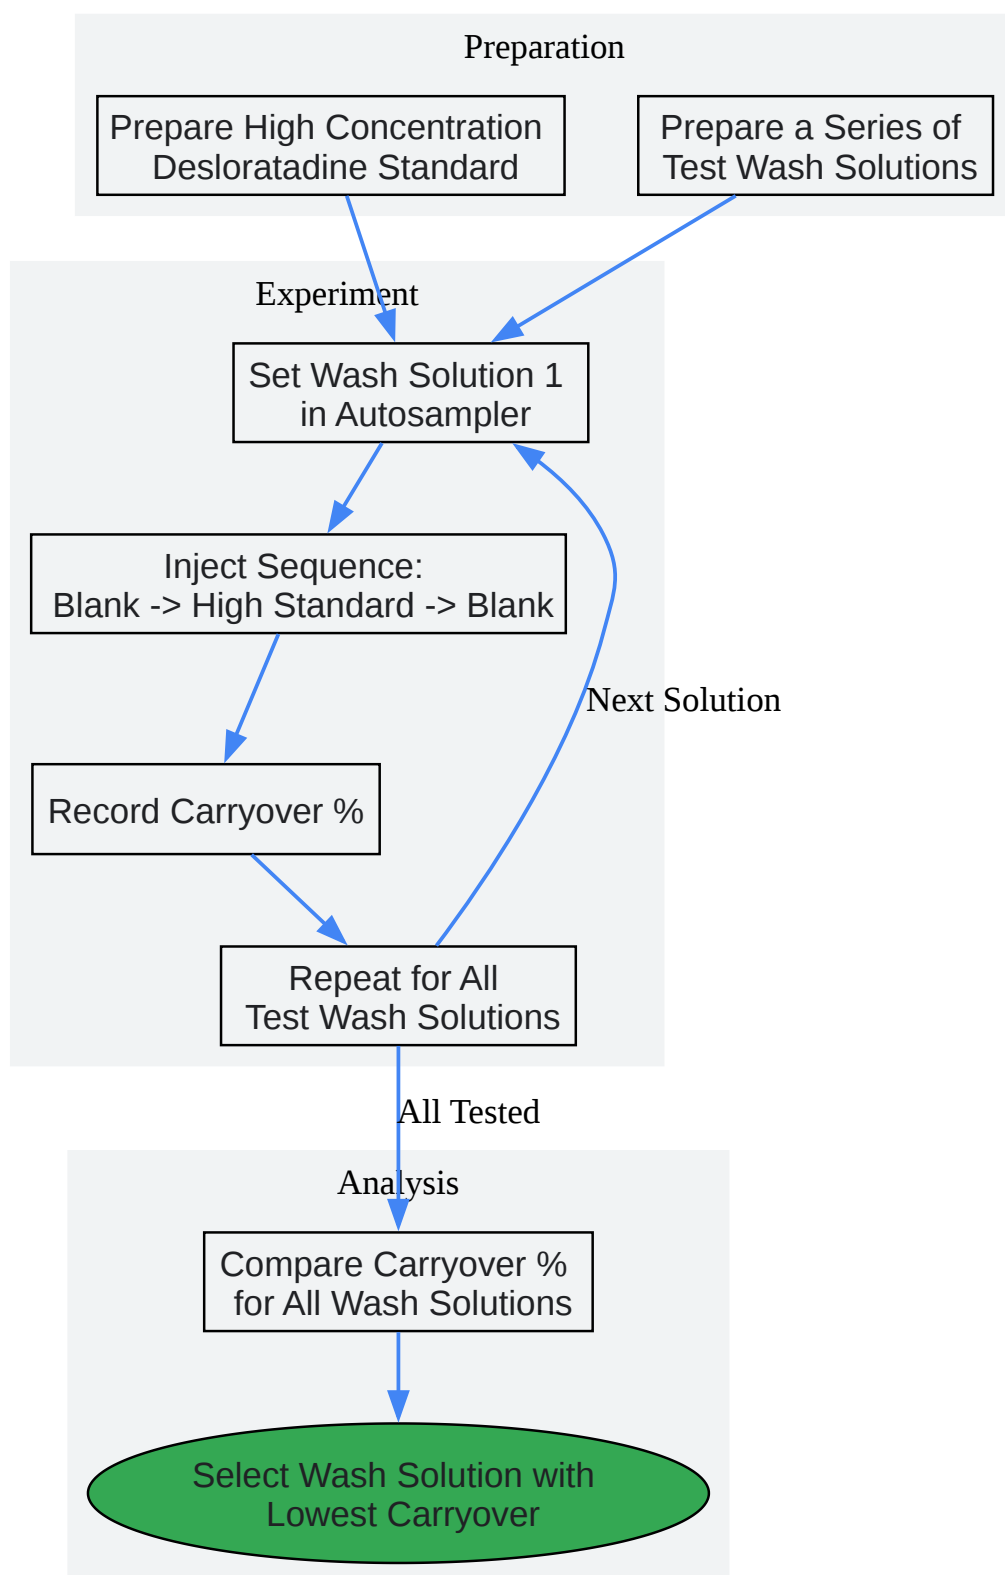 Preparation
Prepare High Concentration
Desloratadine Standard
Prepare a Series of
Test Wash Solutions
Experiment
Set Wash Solution 1
in Autosampler
Inject Sequence:
Blank -> High Standard -> Blank
Next Solution
Record Carryover %
Repeat for All
Test Wash Solutions
All Tested
Analysis
Compare Carryover %
for All Wash Solutions
Select Wash Solution with
Lowest Carryover